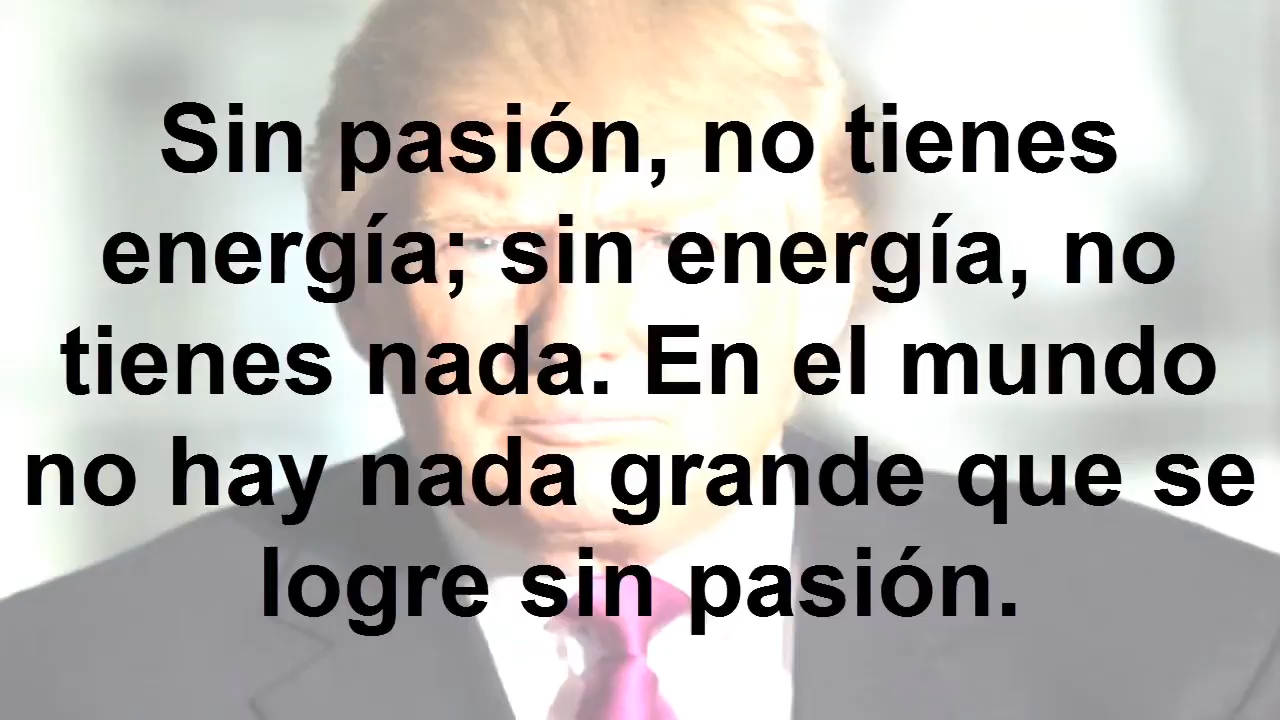 Sin pasión, no tienes
energía; sin energía, no
tienes nada. En el mundo
no hay nada grande que se
logre sin pasión.